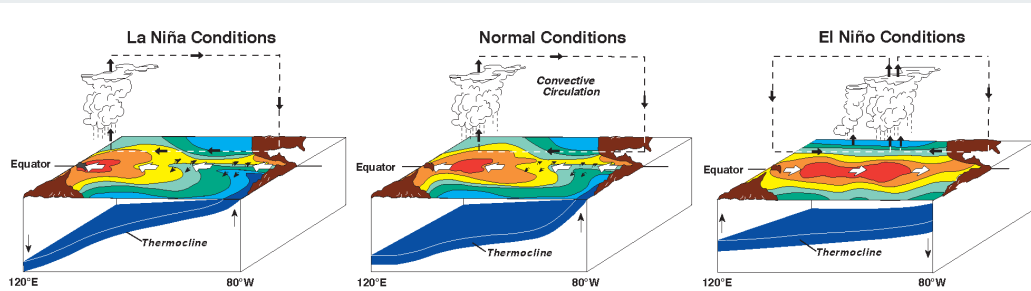 La Niña Conditions
Equator
Thermocline
120°E
80°W
Normal Conditions
Convective
Circulation
Equator
Thermocline
120°E
80°W
El Niño Conditions
Equator
Thermocline
120°E
80°W